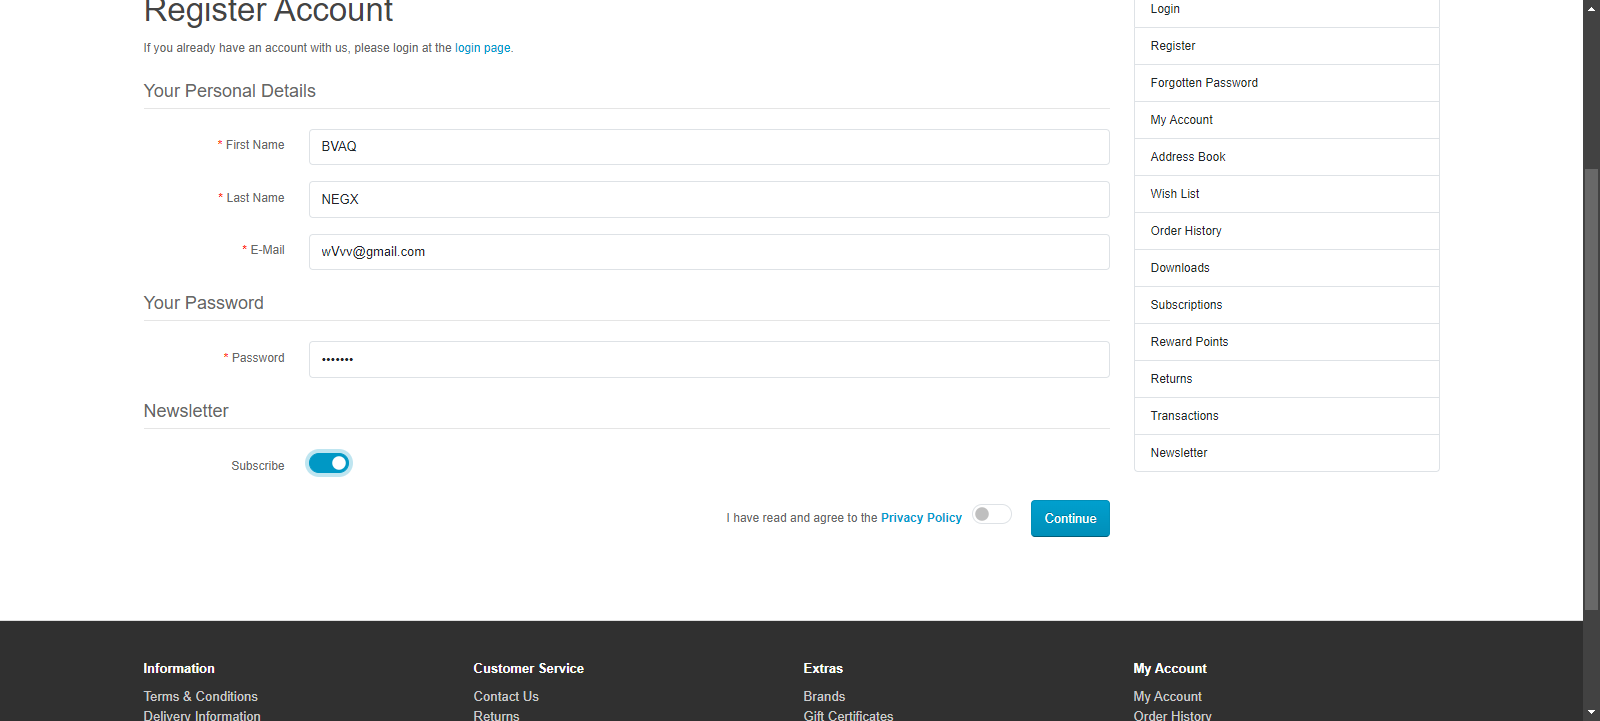 Register Account
If you already have an account with us, please login at the login page.
Your Personal Details
* First Name
BVAQ
* Last Name
NEGX
* E-Mail
wVvv@gmail.com
Your Password
* Password
•••••••
Newsletter
Subscribe
I have read and agree to the Privacy Policy
Continue
Login
Register
Forgotten Password
My Account
Address Book
Wish List
Order History
Downloads
Subscriptions
Reward Points
Returns
Transactions
Newsletter
Information
Terms & Conditions
Delivery Information
Customer Service
Contact Us
Returns
Extras
Brands
Gift Certificates
My Account
My Account
Order History